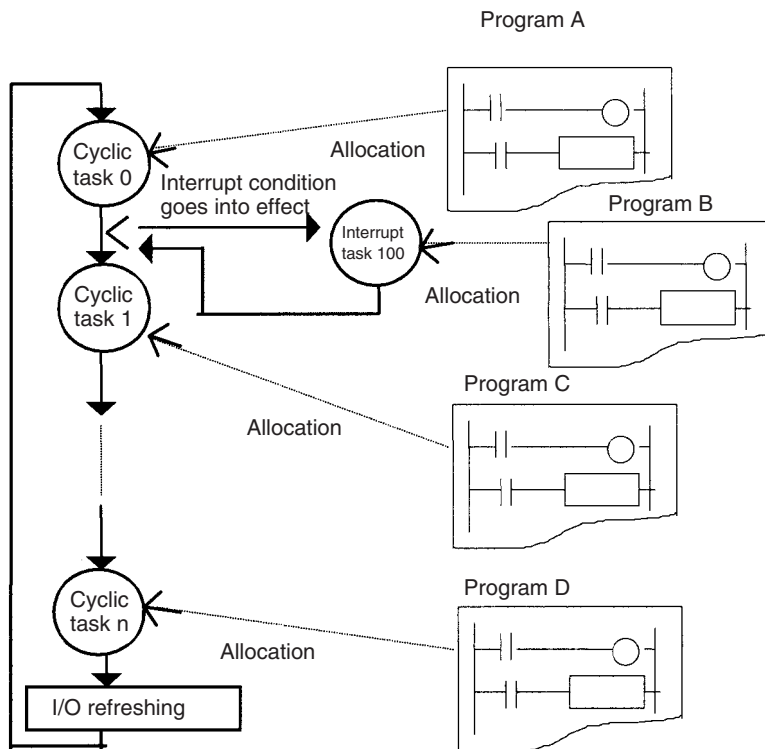 Program A
Cyclic
task 0
Allocation
Interrupt condition
goes into effect
Program B
Interrupt
task 100
Allocation
Cyclic
task 1
Program C
Allocation
Program D
Cyclic
task n
Allocation
I/O refreshing